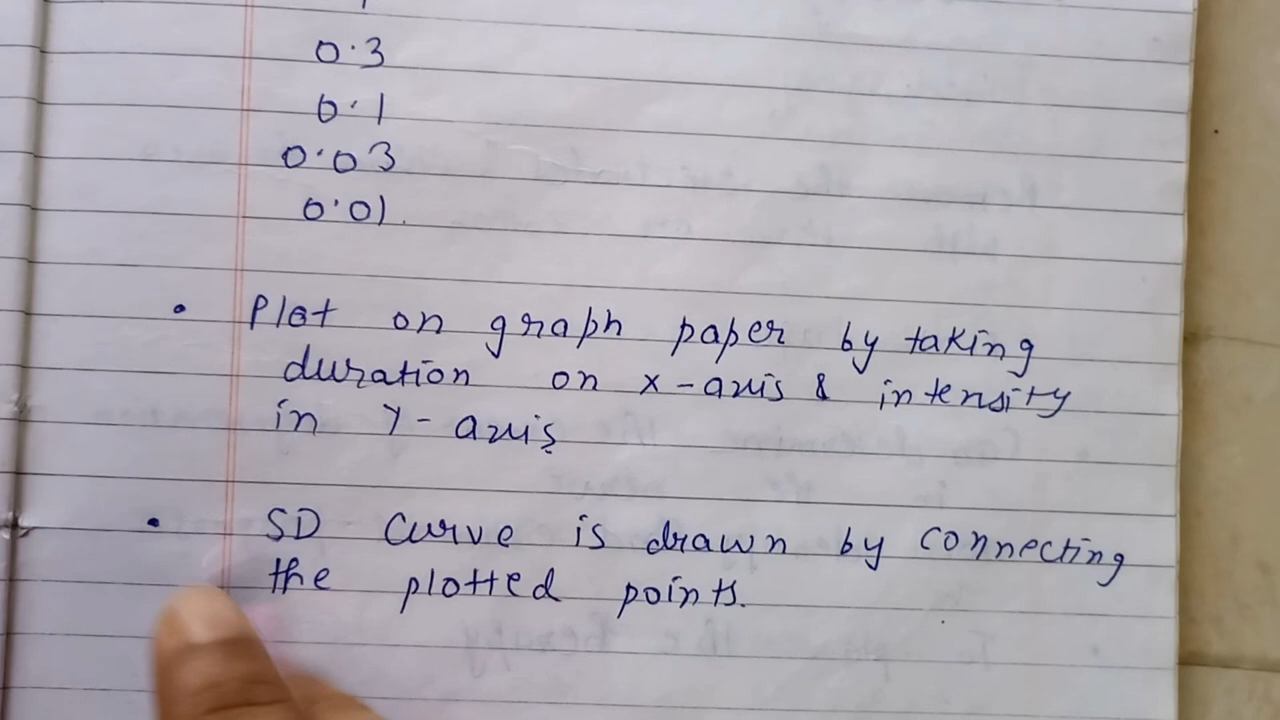 0.3
0.1
0.03
0.01.
• Plot on graph paper by taking
duration on x-axis & intensity
in Y-axis
• SD Curve is drawn by connecting
the plotted points.